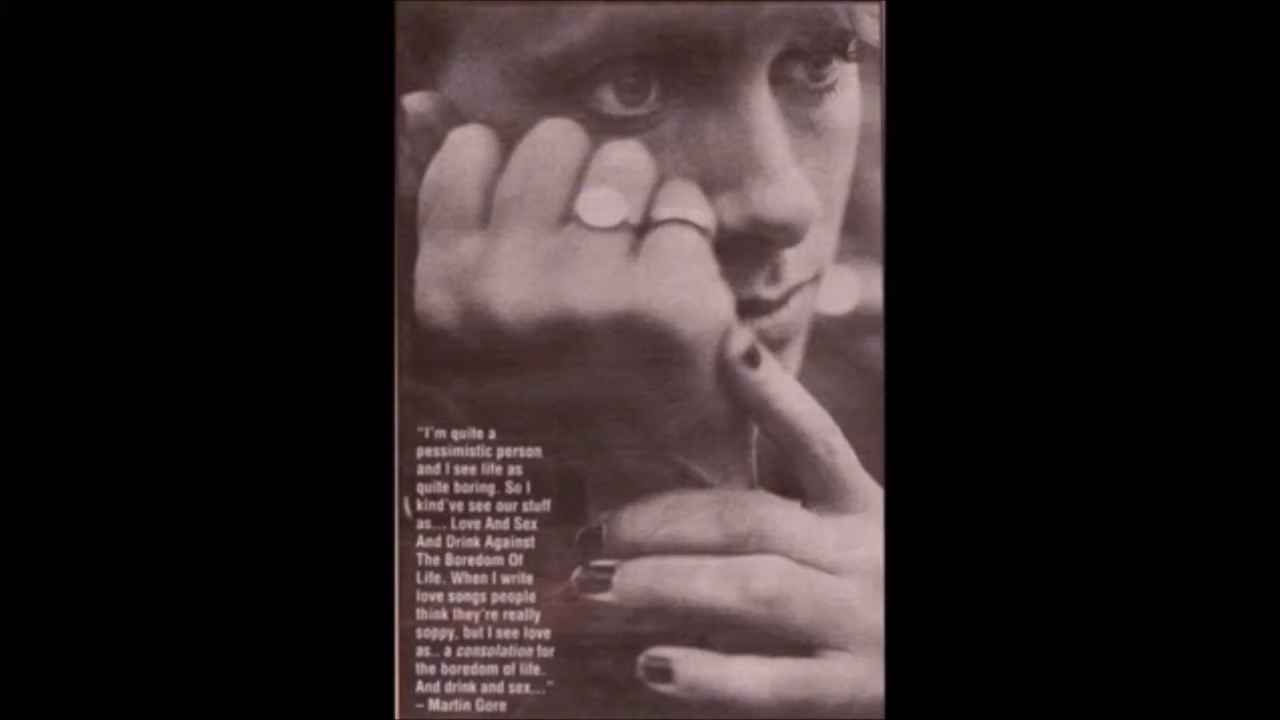 "I'm quite a
pessimistic person
and I see life as
quite boring. So I
kind've see our stuff
as... Love And Sex
And Drink Against
The Boredom Of
Life. When I write
love songs people
think they're really
soppy, but I see love
as.. a consolation for
the boredom of life.
And drink and sex..."
– Martin Gore